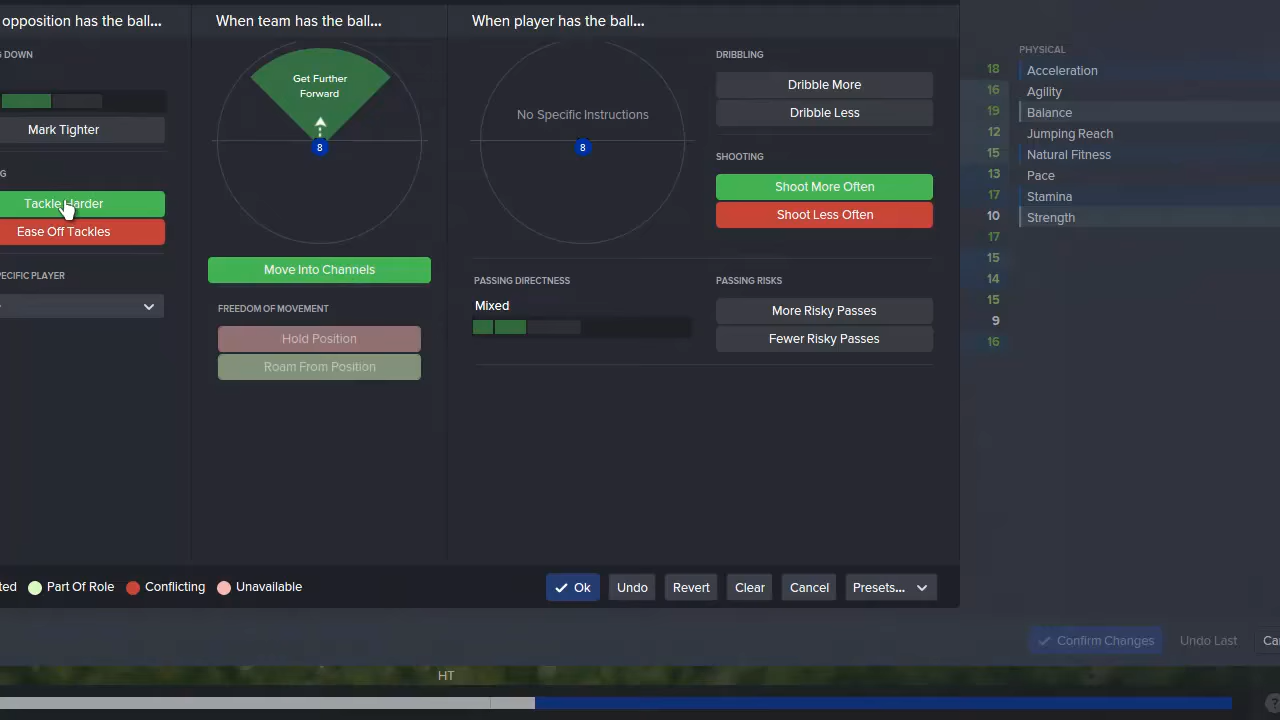 opposition has the ball...
When team has the ball...
When player has the ball...
G DOWN
Get Further
Forward
8
No Specific Instructions
8
DRIBBLING
Dribble More
Dribble Less
Mark Tighter
G
SHOOTING
Shoot More Often
Shoot Less Often
Tackle Harder
Ease Off Tackles
PECIFIC PLAYER
Move Into Channels
FREEDOM OF MOVEMENT
Hold Position
Roam From Position
PASSING DIRECTNESS
Mixed
PASSING RISKS
More Risky Passes
Fewer Risky Passes
ted
Part Of Role
Conflicting
Unavailable
Ok
Undo
Revert
Clear
Cancel
Presets...
PHYSICAL
18 Acceleration
16 Agility
19 Balance
12 Jumping Reach
15 Natural Fitness
13 Pace
17 Stamina
10 Strength
17
15
14
15
9
16
Confirm Changes
Undo Last
Ca
HT
?